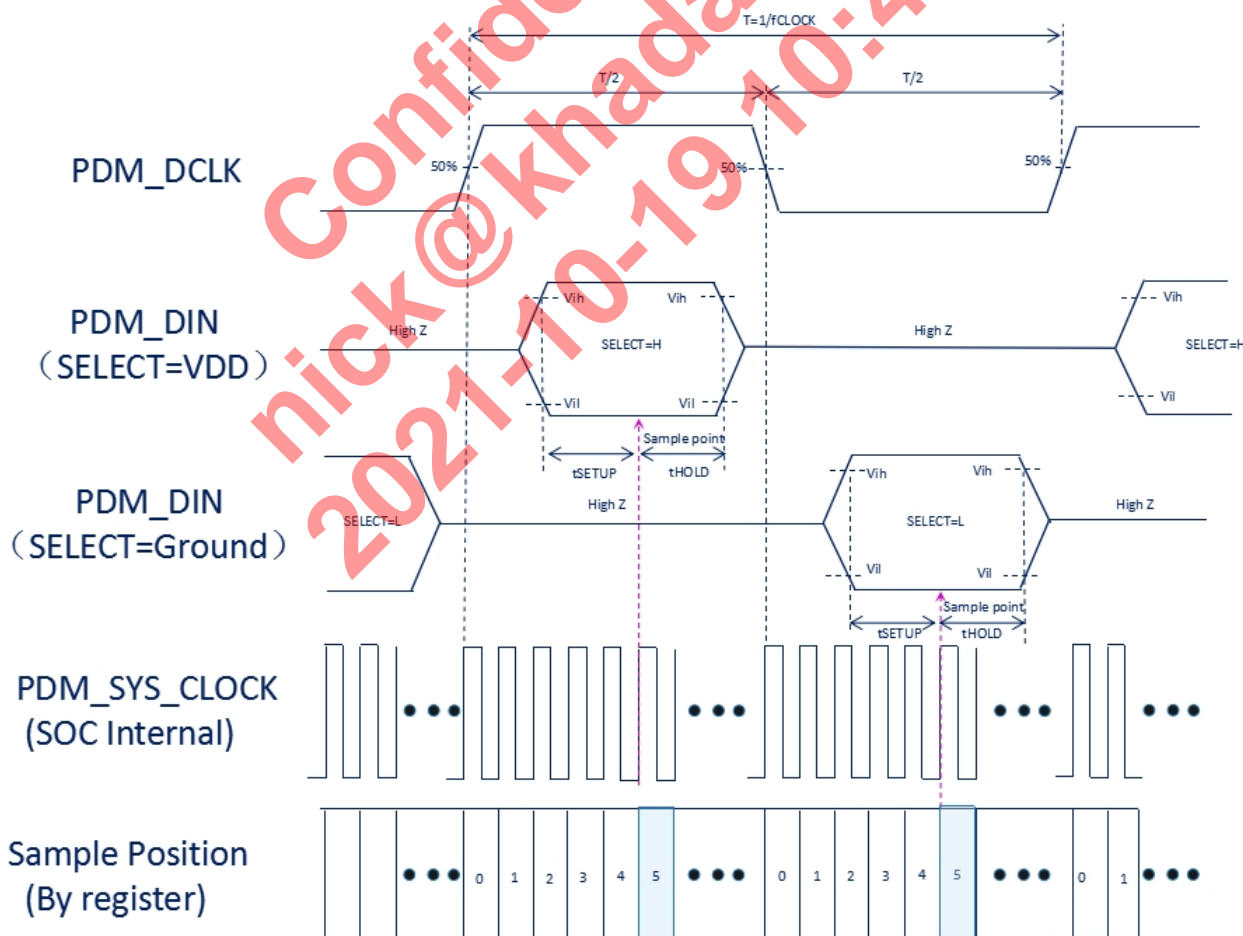 T=1/fCLOCK
T/2
T/2
PDM_DCLK
50%
50%
50%
PDM_DIN
（SELECT=VDD）
High Z
Vih
Vih
SELECT=H
Vil
Vil
High Z
Vih
SELECT=H
Vil
Sample point
tSETUP
tHOLD
PDM_DIN
（SELECT=Ground）
SELECT=L
High Z
Vih
Vih
SELECT=L
Vil
Vil
High Z
Sample point
tSETUP
tHOLD
PDM_SYS_CLOCK
(SOC Internal)
Sample Position
(By register)
0 1 2 3 4 5 0 1 2 3 4 5 0 1
nick@khada
2021-10-19 10:4